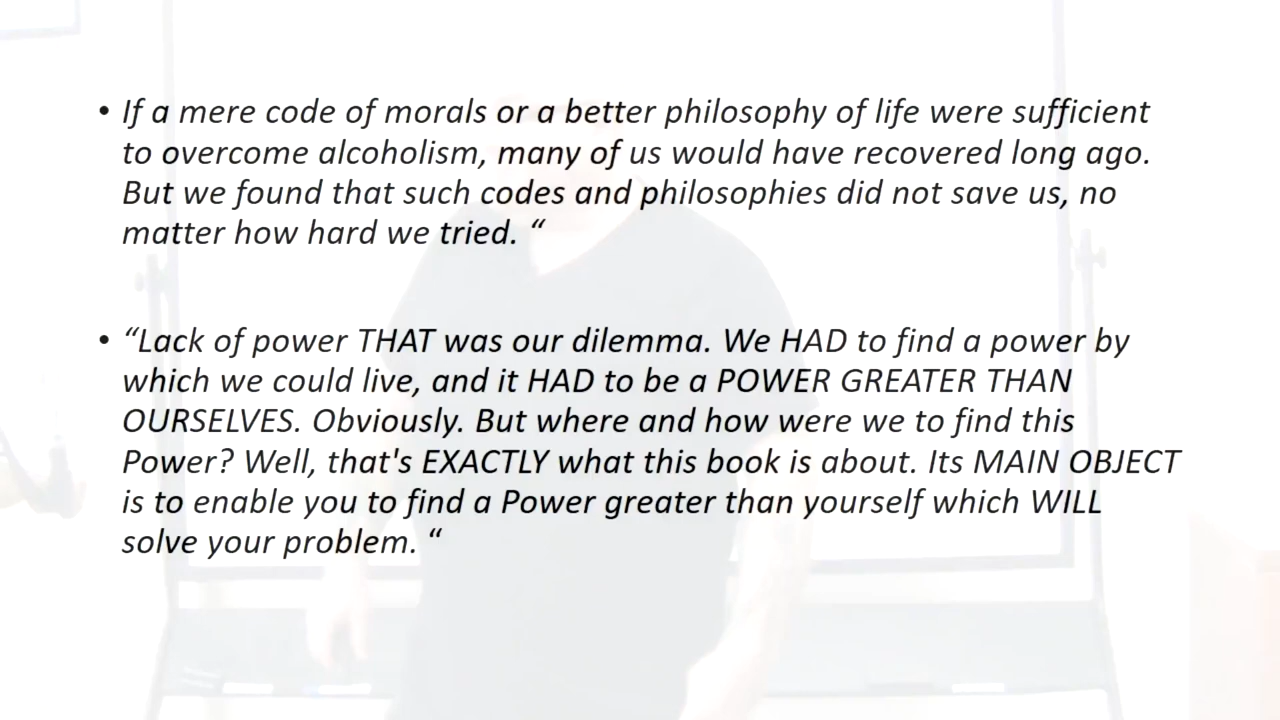 • If a mere code of morals or a better philosophy of life were sufficient
to overcome alcoholism, many of us would have recovered long ago.
But we found that such codes and philosophies did not save us, no
matter how hard we tried. “
• “Lack of power THAT was our dilemma. We HAD to find a power by
which we could live, and it HAD to be a POWER GREATER THAN
OURSELVES. Obviously. But where and how were we to find this
Power? Well, that's EXACTLY what this book is about. Its MAIN OBJECT
is to enable you to find a Power greater than yourself which WILL
solve your problem. “